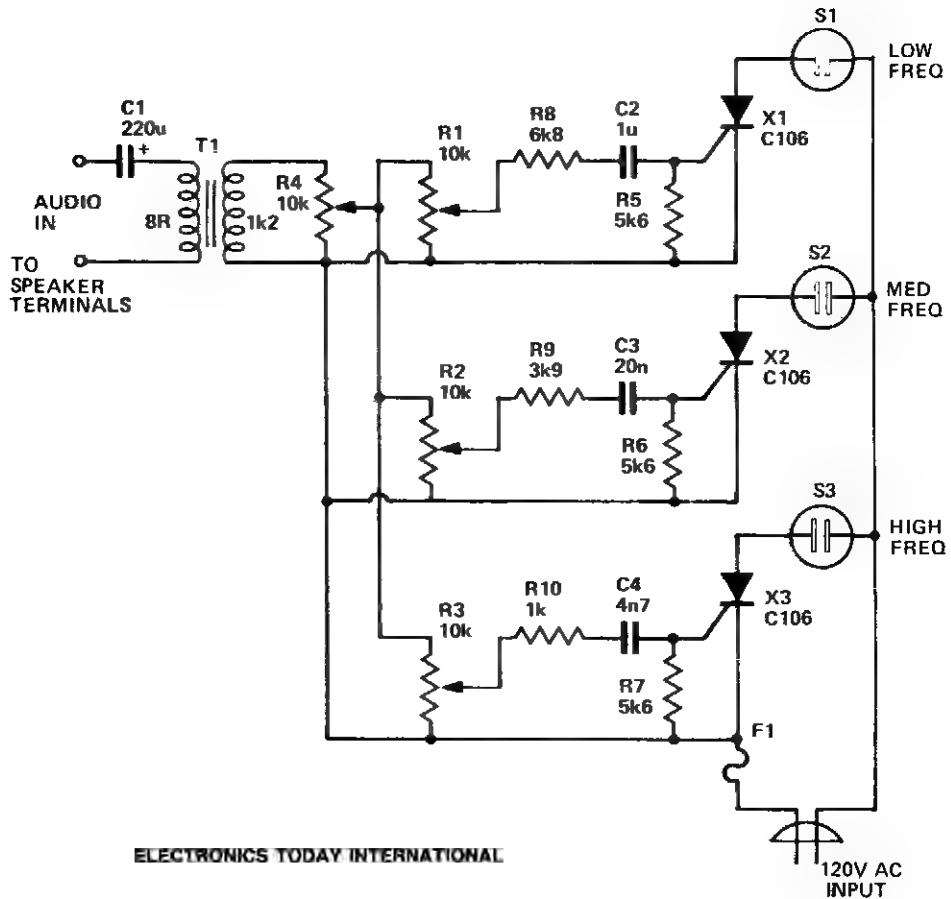 S1
LOW
FREQ
C1
220u
+
T1
AUDIO
IN
8R
1k2
TO
SPEAKER
TERMINALS
R4
10k
R1
10k
R8
6k8
C2
1u
R5
5k6
X1
C106
S2
MED
FREQ
R2
10k
R9
3k9
C3
20n
R6
5k6
X2
C106
S3
HIGH
FREQ
R3
10k
R10
1k
C4
4n7
R7
5k6
X3
C106
F1
ELECTRONICS TODAY INTERNATIONAL
120V AC
INPUT